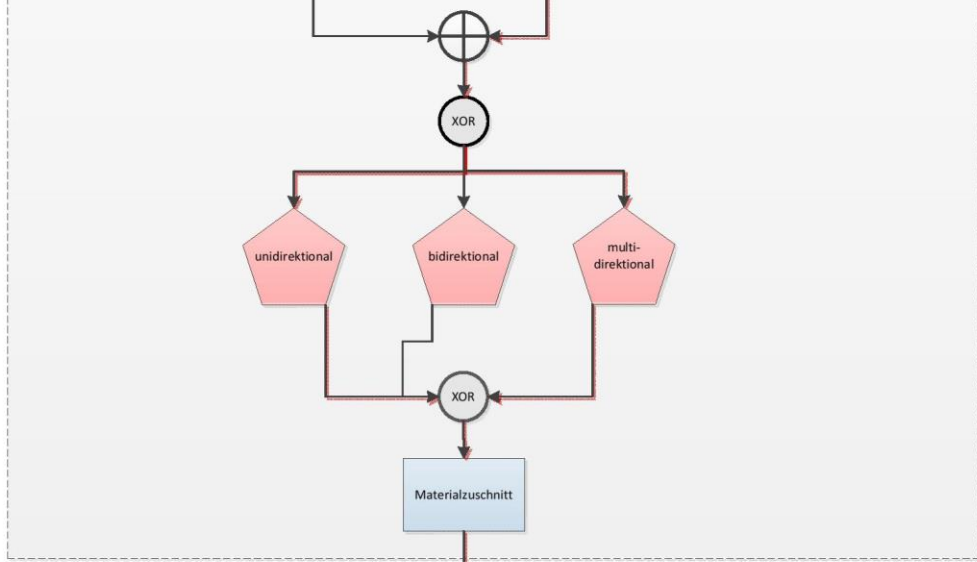 XOR
unidirektional
bidirektional
multi-
direktional
XOR
Materialzuschnitt